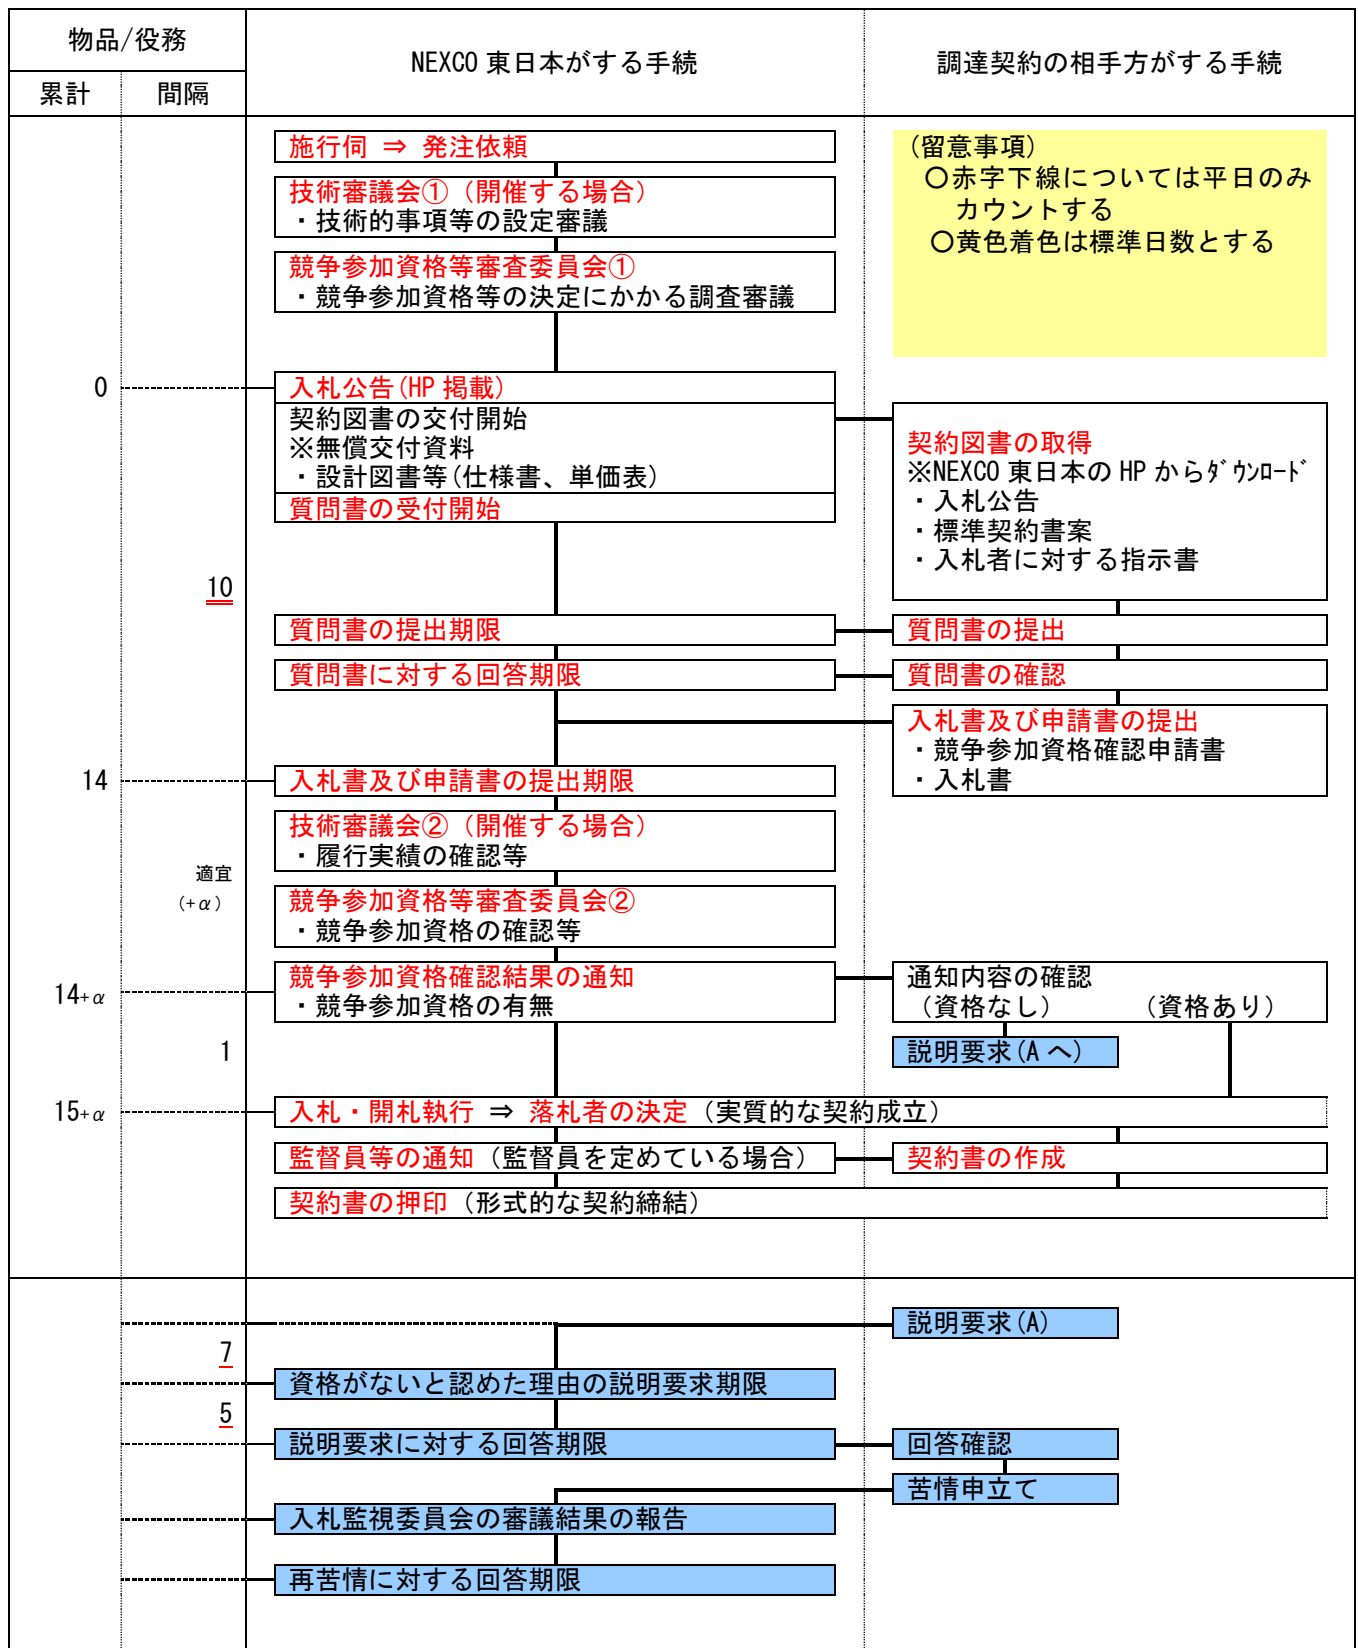 物品/役務
累計
間隔
NEXCO 東日本がする手続
調達契約の相手方がする手続
施行伺 ⇒ 発注依頼
技術審議会①（開催する場合）
・技術的事項等の設定審議
競争参加資格等審査委員会①
・競争参加資格等の決定にかかる調査審議
(留意事項)
〇赤字下線については平日のみ
カウントする
〇黄色着色は標準日数とする
0
入札公告(HP 掲載)
契約図書の交付開始
※無償交付資料
・設計図書等(仕様書、単価表)
質問書の受付開始
契約図書の取得
※NEXCO 東日本の HP からﾀﾞｳﾝﾛｰﾄﾞ
・入札公告
・標準契約書案
・入札者に対する指示書
10
質問書の提出期限
質問書の提出
質問書に対する回答期限
質問書の確認
入札書及び申請書の提出
・競争参加資格確認申請書
・入札書
14
入札書及び申請書の提出期限
技術審議会②（開催する場合）
・履行実績の確認等
適宜
(+α)
競争参加資格等審査委員会②
・競争参加資格の確認等
14+α
競争参加資格確認結果の通知
・競争参加資格の有無
通知内容の確認
（資格なし）
（資格あり）
1
説明要求(A へ)
15+α
入札・開札執行 ⇒ 落札者の決定（実質的な契約成立）
監督員等の通知（監督員を定めている場合）
契約書の作成
契約書の押印（形式的な契約締結）
説明要求(A)
7
資格がないと認めた理由の説明要求期限
5
説明要求に対する回答期限
回答確認
苦情申立て
入札監視委員会の審議結果の報告
再苦情に対する回答期限